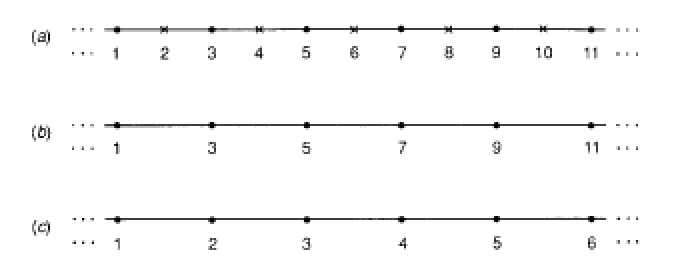 (a) ··· 1 2 3 4 5 6 7 8 9 10 11 ···
(b) ··· 1 3 5 7 9 11 ···
(c) ··· 1 2 3 4 5 6 ···